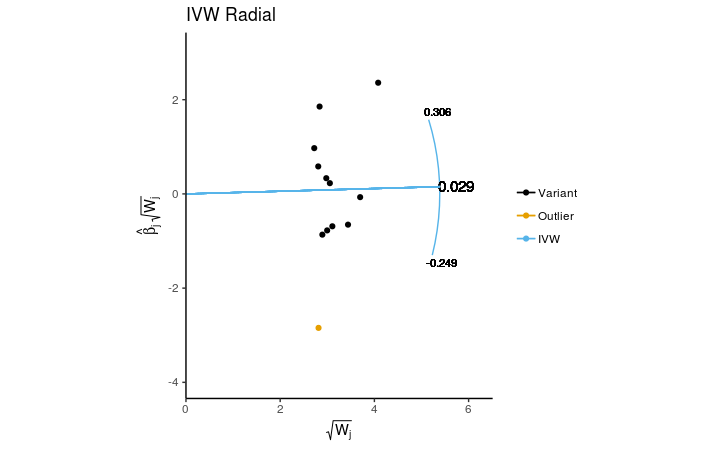 IVW Radial
2
0
-2
-4
0 2 4 6
β̂j√Wj
√Wj
0.306
0.029
-0.249
Variant
Outlier
IVW